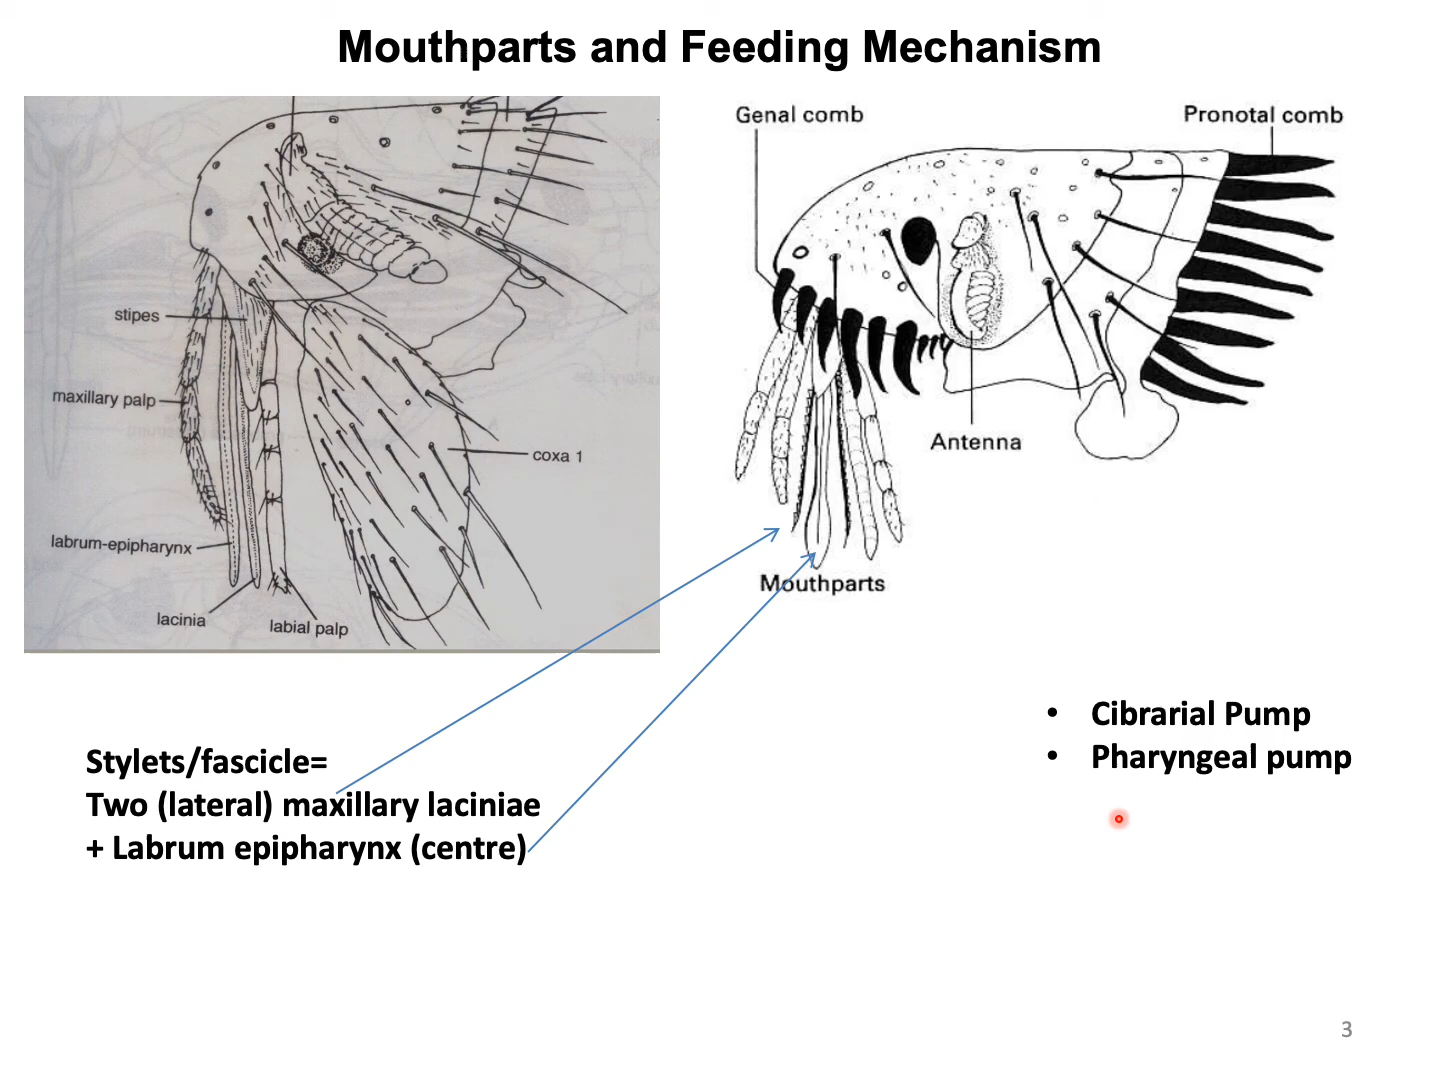 Mouthparts and Feeding Mechanism
stipes
maxillary palp
coxa 1
labrum-epipharynx
lacinia
labial palp
Genal comb
Pronotal comb
Antenna
Mouthparts
Stylets/fascicle=
Two (lateral) maxillary laciniae
+ Labrum epipharynx (centre)
• Cibrarial Pump
• Pharyngeal pump
3